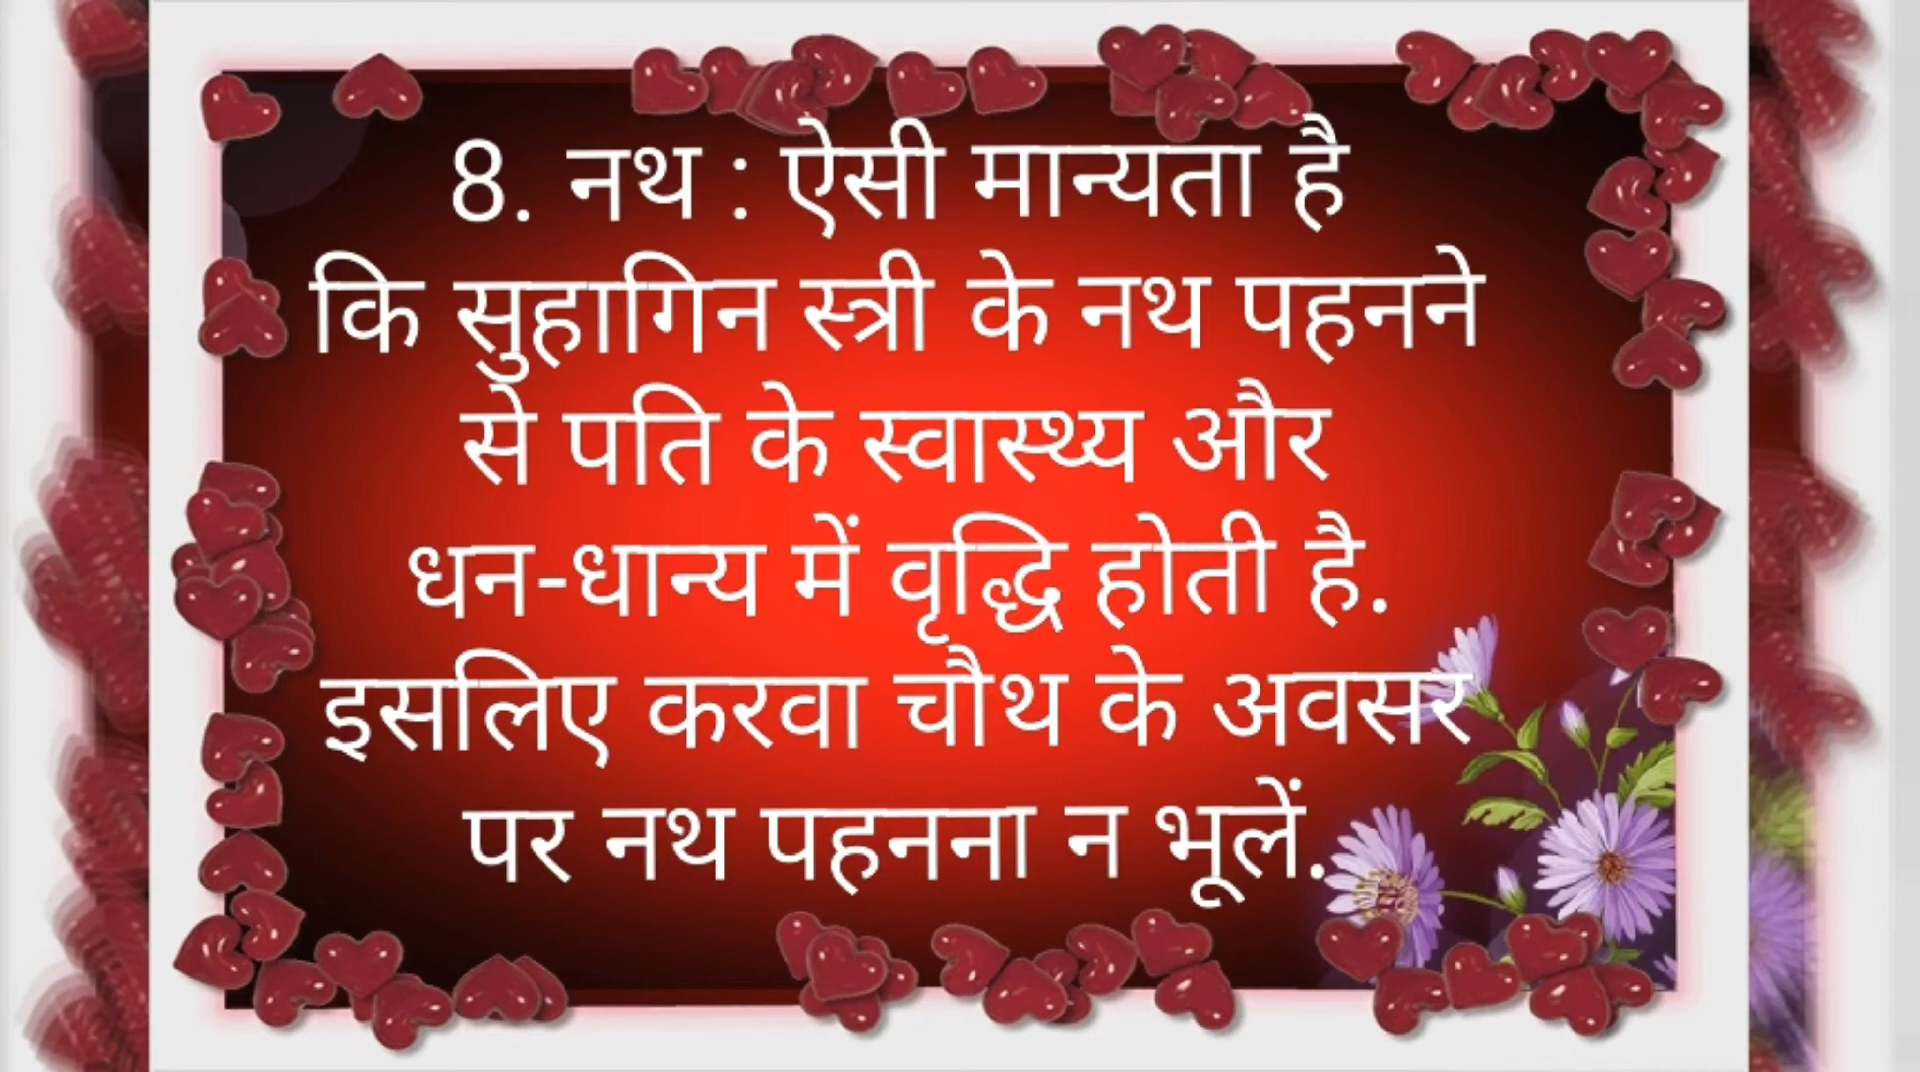 8. नथ : ऐसी मान्यता है
कि सुहागिन स्त्री के नथ पहनने
से पति के स्वास्थ्य और
धन-धान्य में वृद्धि होती है.
इसलिए करवा चौथ के अवसर
पर नथ पहनना न भूलें.